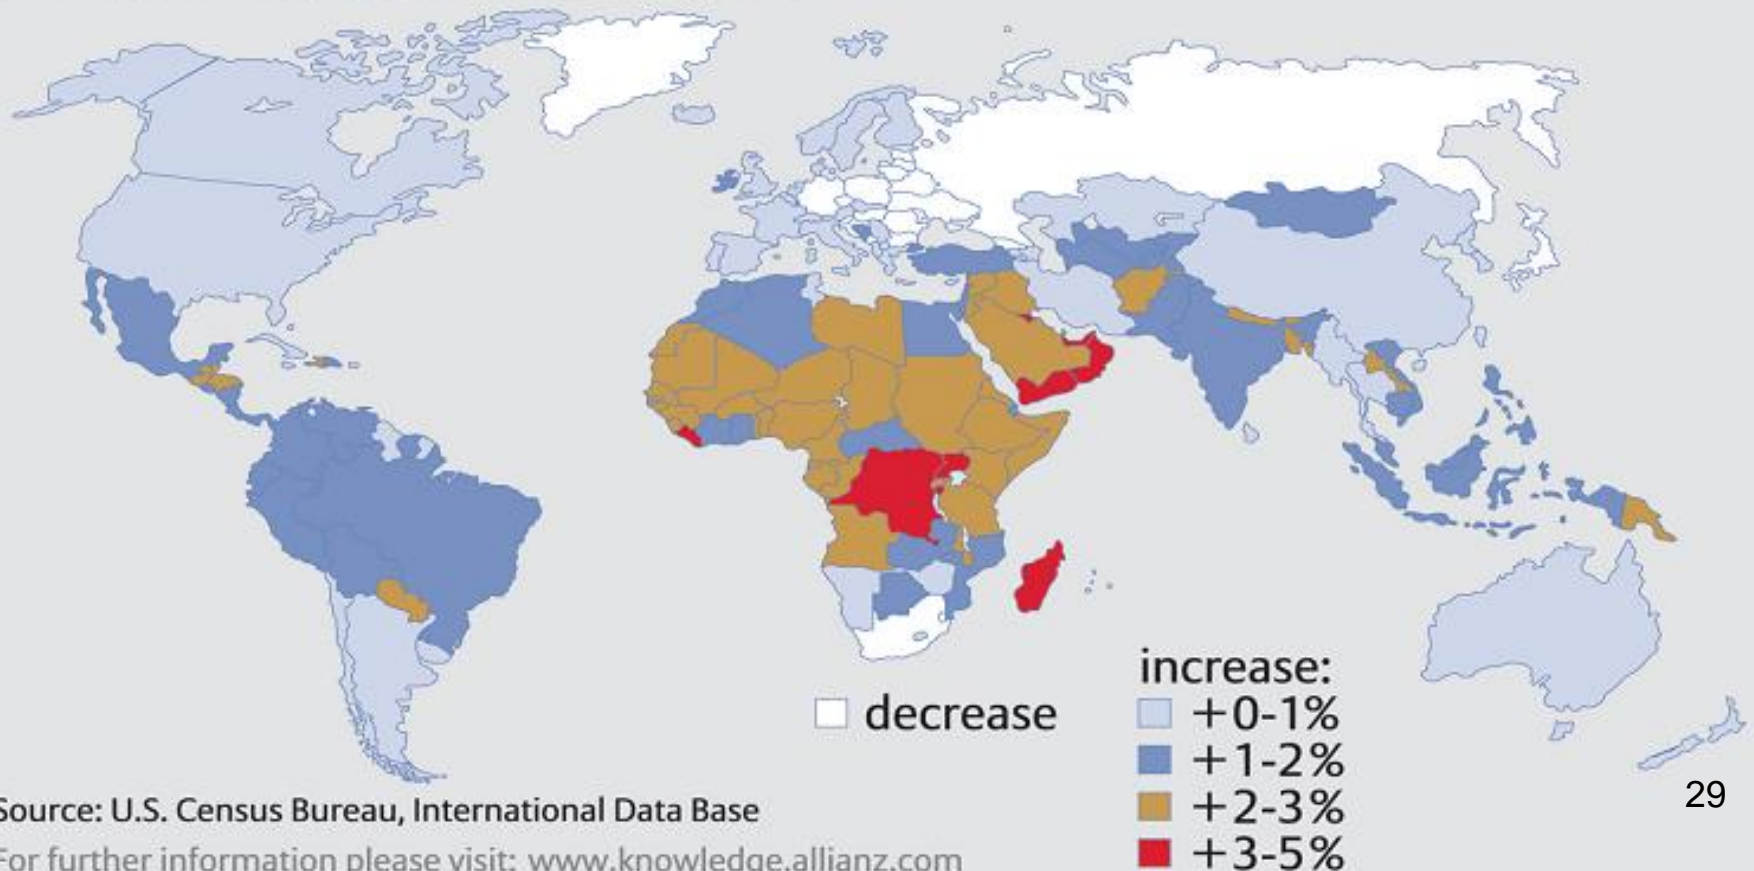 increase:
decrease
+0-1%
+1-2%
+2-3%
+3-5%
Source: U.S. Census Bureau, International Data Base
For further information please visit: www.knowledge.allianz.com
29